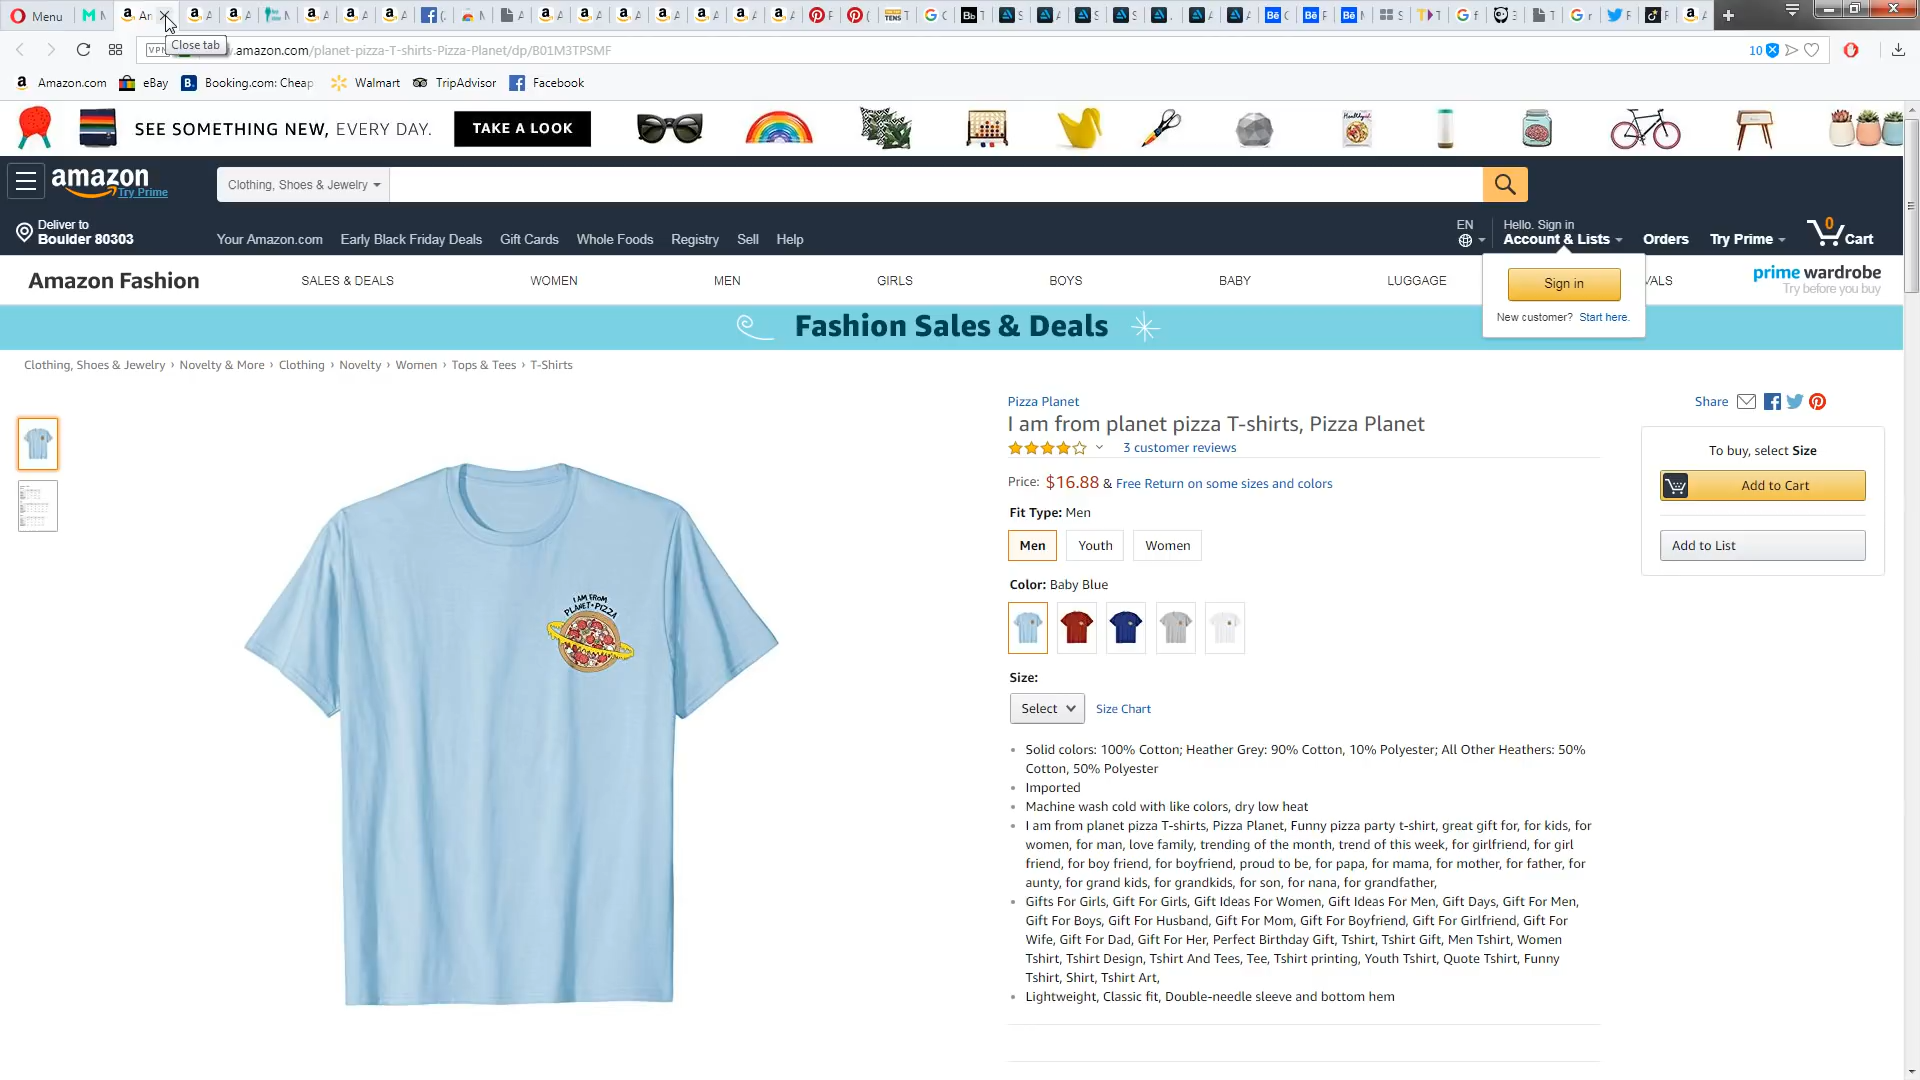 Menu
Close tab
VPN
.amazon.com/planet-pizza-T-shirts-Pizza-Planet/dp/B01M3TPSMF
10
Amazon.com
eBay
Booking.com: Cheap
Walmart
TripAdvisor
Facebook
SEE SOMETHING NEW, EVERY DAY.
TAKE A LOOK
amazon
Try Prime
Clothing, Shoes & Jewelry
Deliver to
Boulder 80303
Your Amazon.com
Early Black Friday Deals
Gift Cards
Whole Foods
Registry
Sell
Help
EN
Hello. Sign in
Account & Lists
Orders
Try Prime
0
Cart
Amazon Fashion
SALES & DEALS
WOMEN
MEN
GIRLS
BOYS
BABY
LUGGAGE
VALS
prime wardrobe
Try before you buy
Sign in
New customer? Start here.
Fashion Sales & Deals
Clothing, Shoes & Jewelry › Novelty & More › Clothing › Novelty › Women › Tops & Tees › T-Shirts
I AM FROM
PLANET•PIZZA
Pizza Planet
I am from planet pizza T-shirts, Pizza Planet
3 customer reviews
Price: $16.88 & Free Return on some sizes and colors
Fit Type: Men
Men
Youth
Women
Color: Baby Blue
Size:
Select
Size Chart
Solid colors: 100% Cotton; Heather Grey: 90% Cotton, 10% Polyester; All Other Heathers: 50%
Cotton, 50% Polyester
Imported
Machine wash cold with like colors, dry low heat
I am from planet pizza T-shirts, Pizza Planet, Funny pizza party t-shirt, great gift for, for kids, for
women, for man, love family, trending of the month, trend of this week, for girlfriend, for girl
friend, for boy friend, for boyfriend, proud to be, for papa, for mama, for mother, for father, for
aunty, for grand kids, for grandkids, for son, for nana, for grandfather,
Gifts For Girls, Gift For Girls, Gift Ideas For Women, Gift Ideas For Men, Gift Days, Gift For Men,
Gift For Boys, Gift For Husband, Gift For Mom, Gift For Boyfriend, Gift For Girlfriend, Gift For
Wife, Gift For Dad, Gift For Her, Perfect Birthday Gift, Tshirt, Tshirt Gift, Men Tshirt, Women
Tshirt, Tshirt Design, Tshirt And Tees, Tee, Tshirt printing, Youth Tshirt, Quote Tshirt, Funny
Tshirt, Shirt, Tshirt Art,
Lightweight, Classic fit, Double-needle sleeve and bottom hem
Share
To buy, select Size
Add to Cart
Add to List